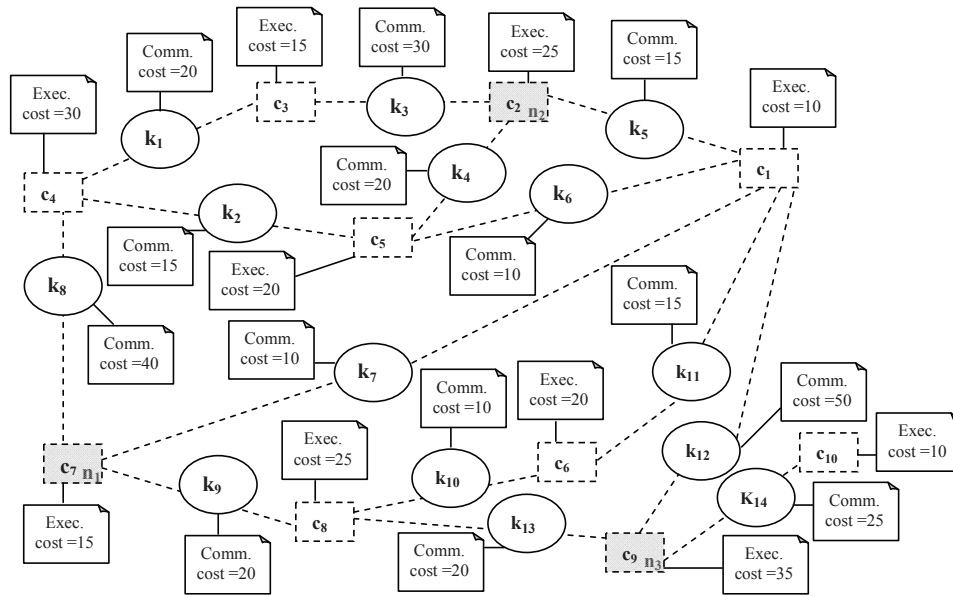 Exec.
cost =15
Comm.
cost =30
Exec.
cost =25
Comm.
cost =15
Comm.
cost =20
Exec.
cost =30
Exec.
cost =10
c3
k3
c2 n2
k5
k1
Comm.
cost =20
k4
c1
c4
k6
k2
c5
Comm.
cost =15
Exec.
cost =20
Comm.
cost =10
k8
Comm.
cost =15
Comm.
cost =40
Comm.
cost =10
k7
k11
Comm.
cost =10
Exec.
cost =20
Comm.
cost =50
Exec.
cost =25
c7 n1
k9
k10
c6
k12
c10
Exec.
cost =10
K14
Exec.
cost =15
c8
k13
Comm.
cost =25
Comm.
cost =20
Comm.
cost =20
c9 n3
Exec.
cost =35